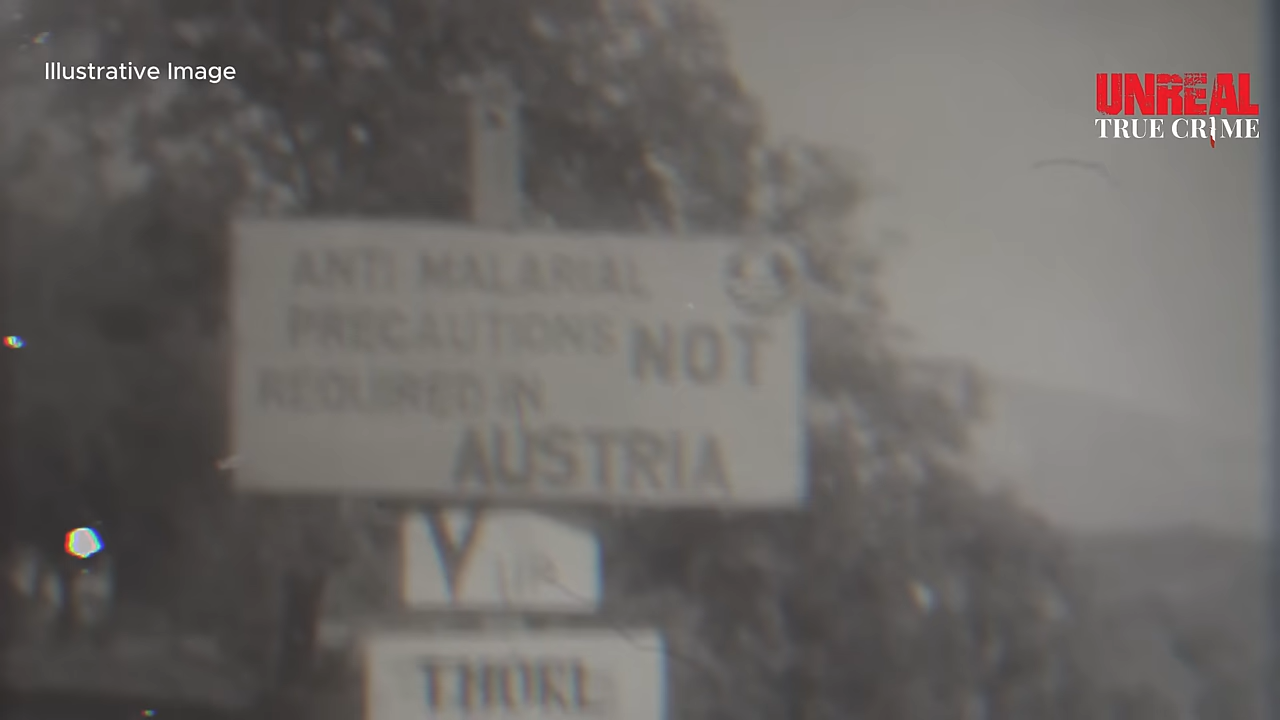 Illustrative Image
UNREAL
TRUE CRIME
ANTI MALARIAL
PRECAUTIONS NOT
REQUIRED IN
AUSTRIA